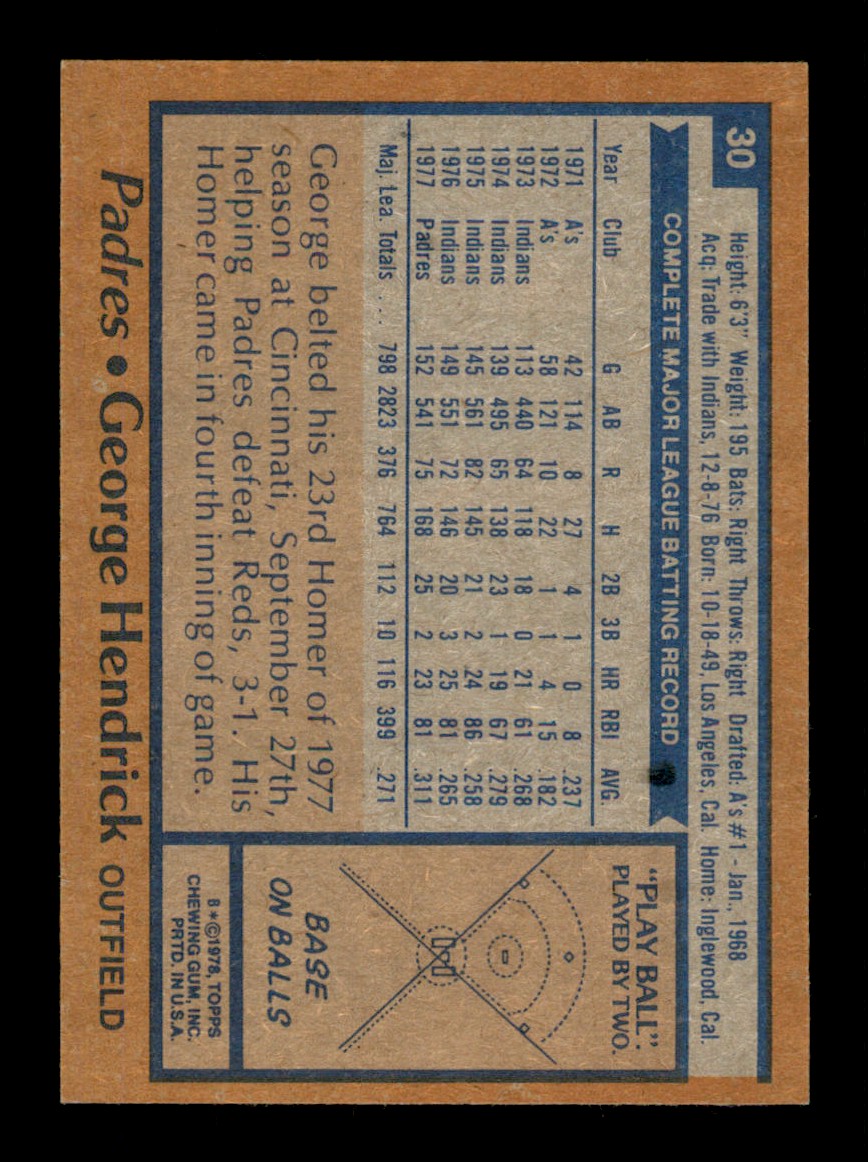 30
Height: 6'3" Weight: 195 Bats: Right Throws: Right Drafted: A's #1 - Jan., 1968
Acq: Trade with Indians, 12-8-76 Born: 10-18-49, Los Angeles, Cal. Home: Inglewood, Cal.
COMPLETE MAJOR LEAGUE BATTING RECORD
Year Club G AB R H 2B 3B HR RBI AVG.
1971 A's 42 114 8 27 4 1 0 8 .237
1972 A's 58 121 10 22 1 1 4 15 .182
1973 Indians 113 440 64 118 18 0 21 61 .268
1974 Indians 139 495 65 138 23 1 19 67 .279
1975 Indians 145 561 82 145 21 2 24 86 .258
1976 Indians 149 551 72 146 20 3 25 81 .265
1977 Padres 152 541 75 168 25 2 23 81 .311
Maj. Lea. Totals .... 798 2823 376 764 112 10 116 399 .271
George belted his 23rd Homer of 1977
season at Cincinnati, September 27th,
helping Padres defeat Reds, 3-1. His
Homer came in fourth inning of game.
"PLAY BALL":
PLAYED BY TWO.
BASE
ON BALLS
B*©1978, TOPPS
CHEWING GUM, INC.
PRTD. IN U.S.A.
Padres • George Hendrick OUTFIELD